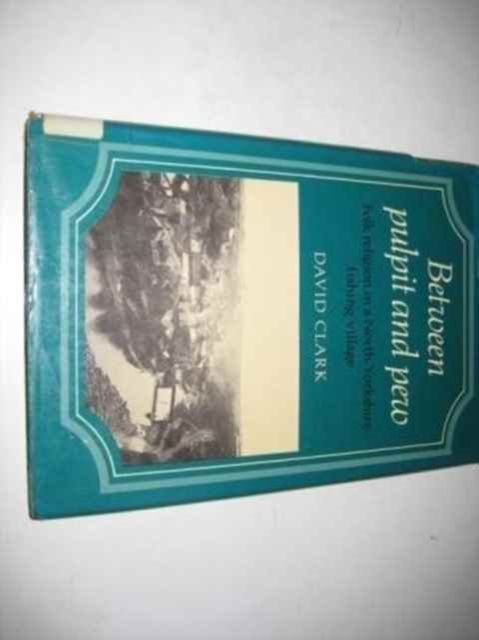 Between
pulpit and pew
Folk religion in a North Yorkshire
fishing village
DAVID CLARK